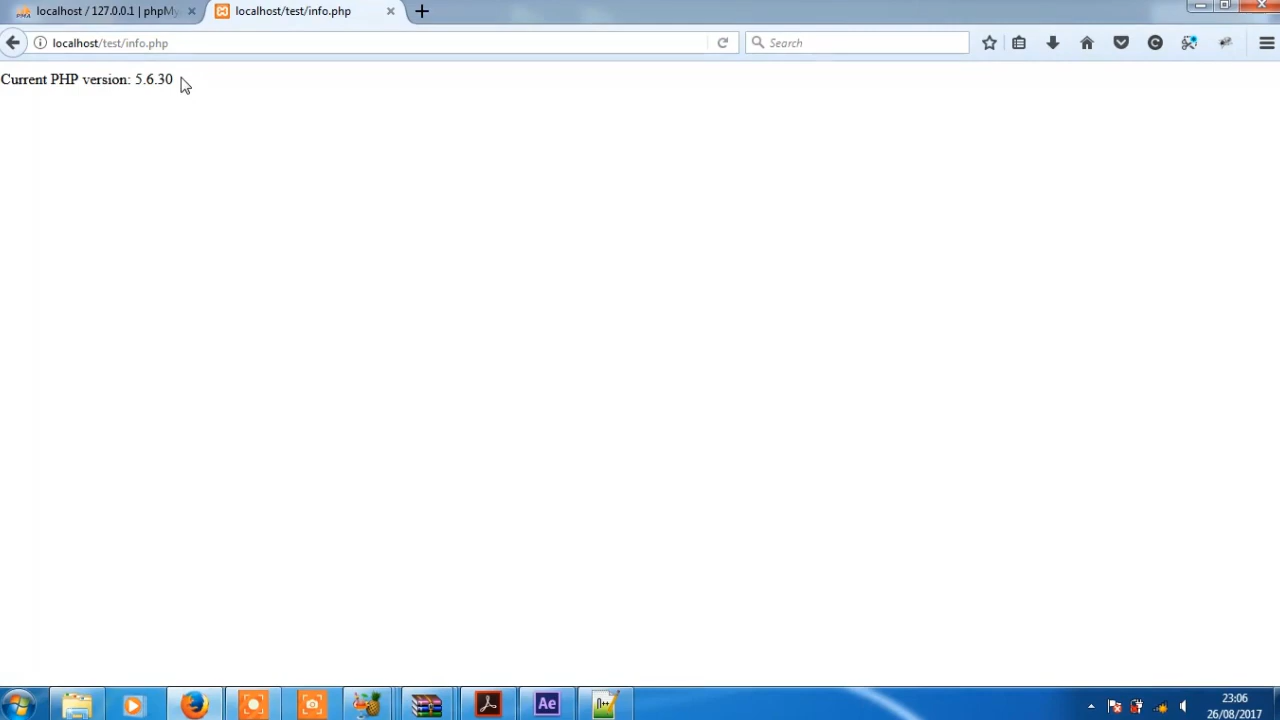 localhost / 127.0.0.1 | phpMy
localhost/test/info.php
localhost/test/info.php
Search
Current PHP version: 5.6.30
Ae
23:06
26/08/2017